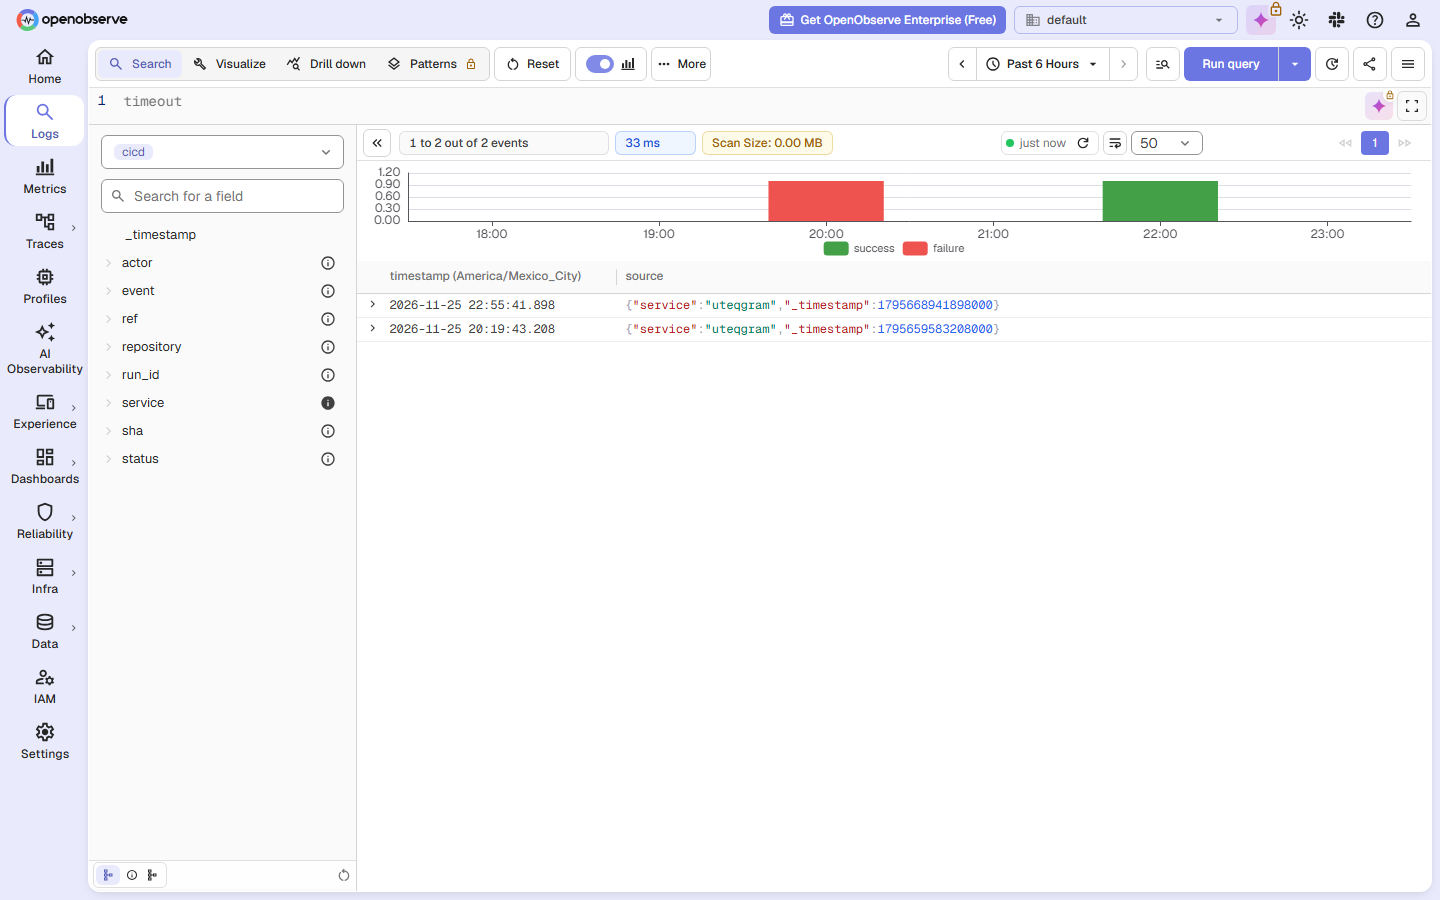 openobserve
Get OpenObserve Enterprise (Free)
default
Home
Logs
Metrics
Traces
Profiles
AI
Observability
Experience
Dashboards
Reliability
Infra
Data
IAM
Settings
Search
Visualize
Drill down
Patterns
Reset
More
Past 6 Hours
Run query
1 timeout
cicd
Search for a field
_timestamp
actor
event
ref
repository
run_id
service
sha
status
1 to 2 out of 2 events
33 ms
Scan Size: 0.00 MB
just now
50
1
1.20
0.90
0.60
0.30
0.00
18:00 19:00 20:00 21:00 22:00 23:00
success failure
timestamp (America/Mexico_City) source
2026-11-25 22:55:41.898 {"service":"uteqgram","_timestamp":1795668941898000}
2026-11-25 20:19:43.208 {"service":"uteqgram","_timestamp":1795659583208000}